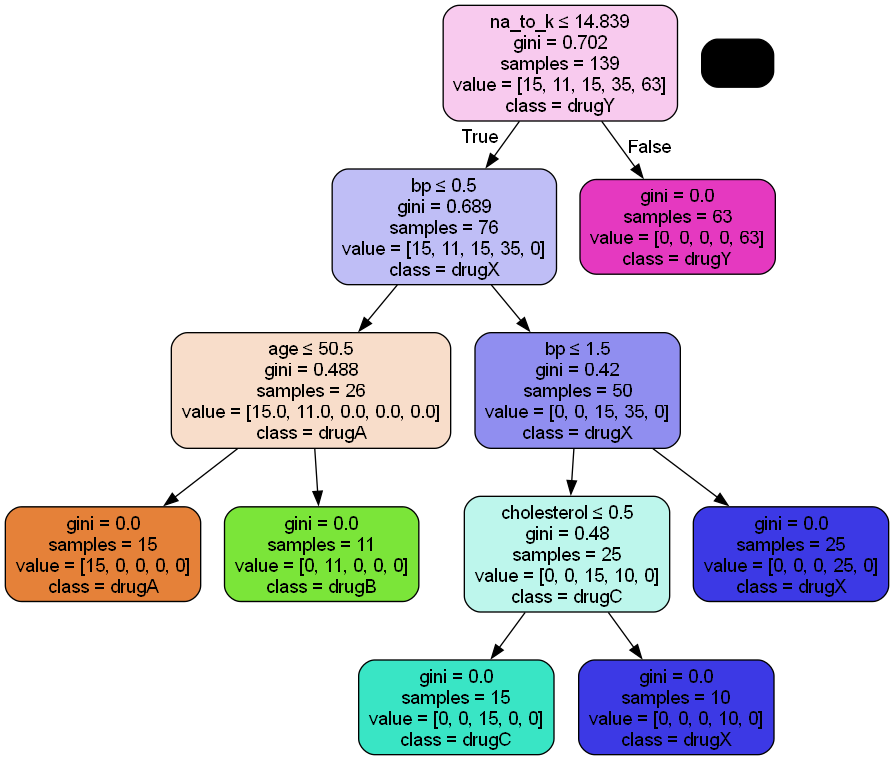 na_to_k ≤ 14.839
gini = 0.702
samples = 139
value = [15, 11, 15, 35, 63]
class = drugY
True
False
bp ≤ 0.5
gini = 0.689
samples = 76
value = [15, 11, 15, 35, 0]
class = drugX
gini = 0.0
samples = 63
value = [0, 0, 0, 0, 63]
class = drugY
age ≤ 50.5
gini = 0.488
samples = 26
value = [15.0, 11.0, 0.0, 0.0, 0.0]
class = drugA
bp ≤ 1.5
gini = 0.42
samples = 50
value = [0, 0, 15, 35, 0]
class = drugX
gini = 0.0
samples = 15
value = [15, 0, 0, 0, 0]
class = drugA
gini = 0.0
samples = 11
value = [0, 11, 0, 0, 0]
class = drugB
cholesterol ≤ 0.5
gini = 0.48
samples = 25
value = [0, 0, 15, 10, 0]
class = drugC
gini = 0.0
samples = 25
value = [0, 0, 0, 25, 0]
class = drugX
gini = 0.0
samples = 15
value = [0, 0, 15, 0, 0]
class = drugC
gini = 0.0
samples = 10
value = [0, 0, 0, 10, 0]
class = drugX